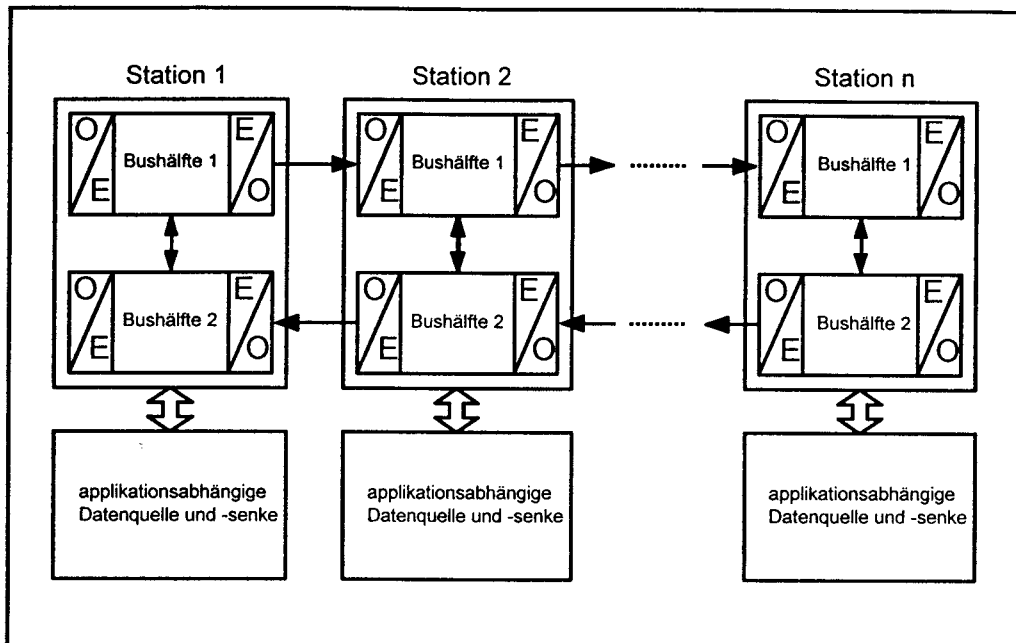 Station 1
Station 2
Station n
O
E
Bushälfte 1
E
O
O
E
Bushälfte 1
E
O
O
E
Bushälfte 1
E
O
O
E
Bushälfte 2
E
O
O
E
Bushälfte 2
E
O
O
E
Bushälfte 2
E
O
applikationsabhängige
Datenquelle und -senke
applikationsabhängige
Datenquelle und -senke
applikationsabhängige
Datenquelle und -senke